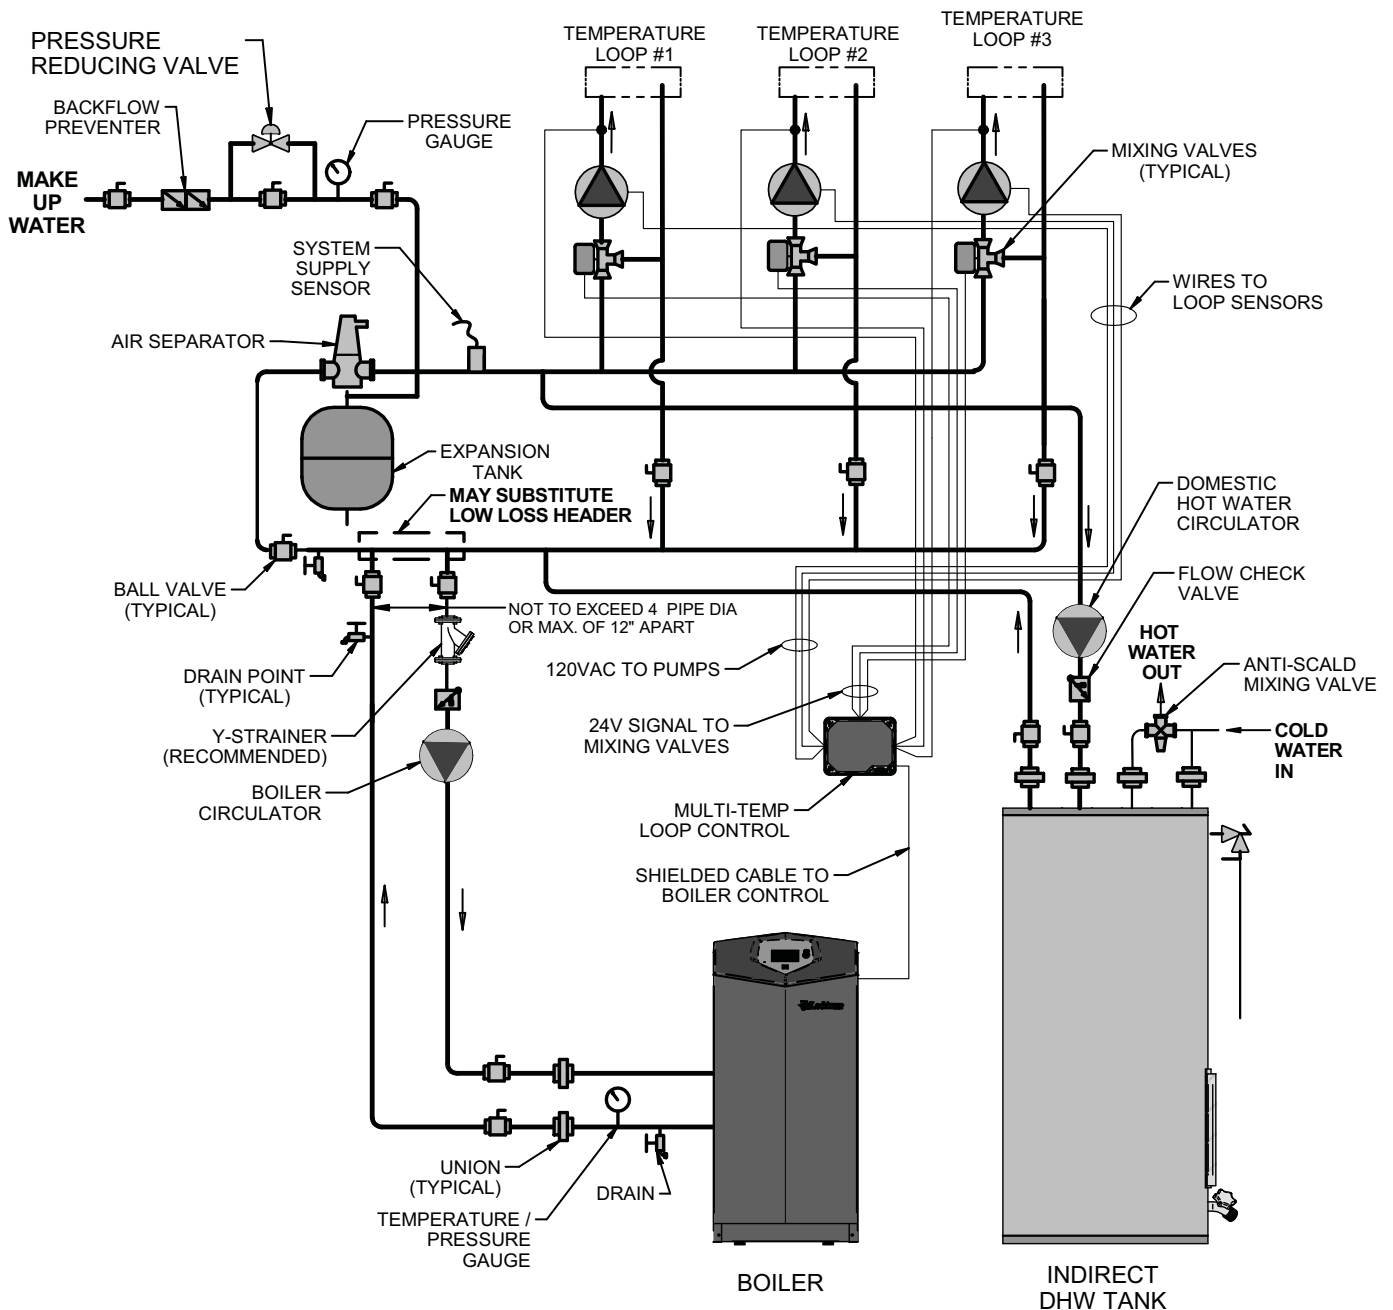 PRESSURE
REDUCING VALVE
BACKFLOW
PREVENTER
PRESSURE
GAUGE
MAKE
UP
WATER
TEMPERATURE
LOOP #1
TEMPERATURE
LOOP #2
TEMPERATURE
LOOP #3
MIXING VALVES
(TYPICAL)
SYSTEM
SUPPLY
SENSOR
WIRES TO
LOOP SENSORS
AIR SEPARATOR
EXPANSION
TANK
MAY SUBSTITUTE
LOW LOSS HEADER
DOMESTIC
HOT WATER
CIRCULATOR
BALL VALVE
(TYPICAL)
NOT TO EXCEED 4 PIPE DIA
OR MAX. OF 12" APART
FLOW CHECK
VALVE
DRAIN POINT
(TYPICAL)
120VAC TO PUMPS
HOT
WATER
OUT
ANTI-SCALD
MIXING VALVE
Y-STRAINER
(RECOMMENDED)
24V SIGNAL TO
MIXING VALVES
COLD
WATER
IN
BOILER
CIRCULATOR
MULTI-TEMP
LOOP CONTROL
SHIELDED CABLE TO
BOILER CONTROL
UNION
(TYPICAL)
DRAIN
TEMPERATURE /
PRESSURE
GAUGE
BOILER
INDIRECT
DHW TANK